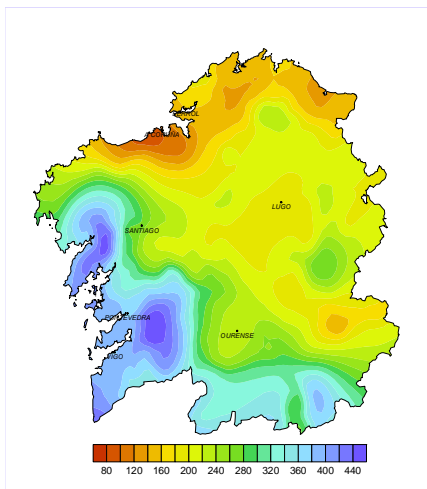 FERROL
A CORUÑA
LUGO
SANTIAGO
PONTEVEDRA
OURENSE
VIGO
80 120 160 200 240 280 320 360 400 440